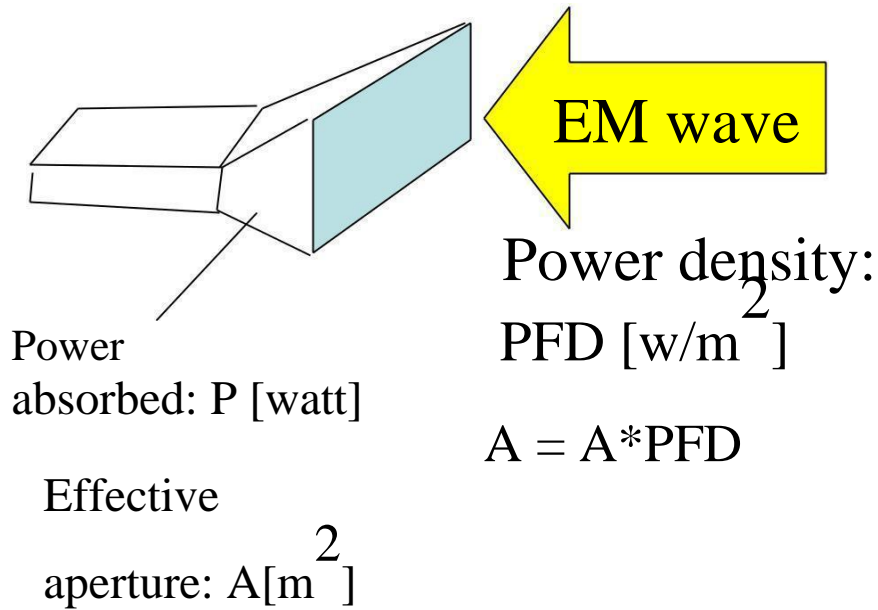 EM wave
Power density:
PFD [w/m²]
A = A*PFD
Power
absorbed: P [watt]
Effective
aperture: A[m²]